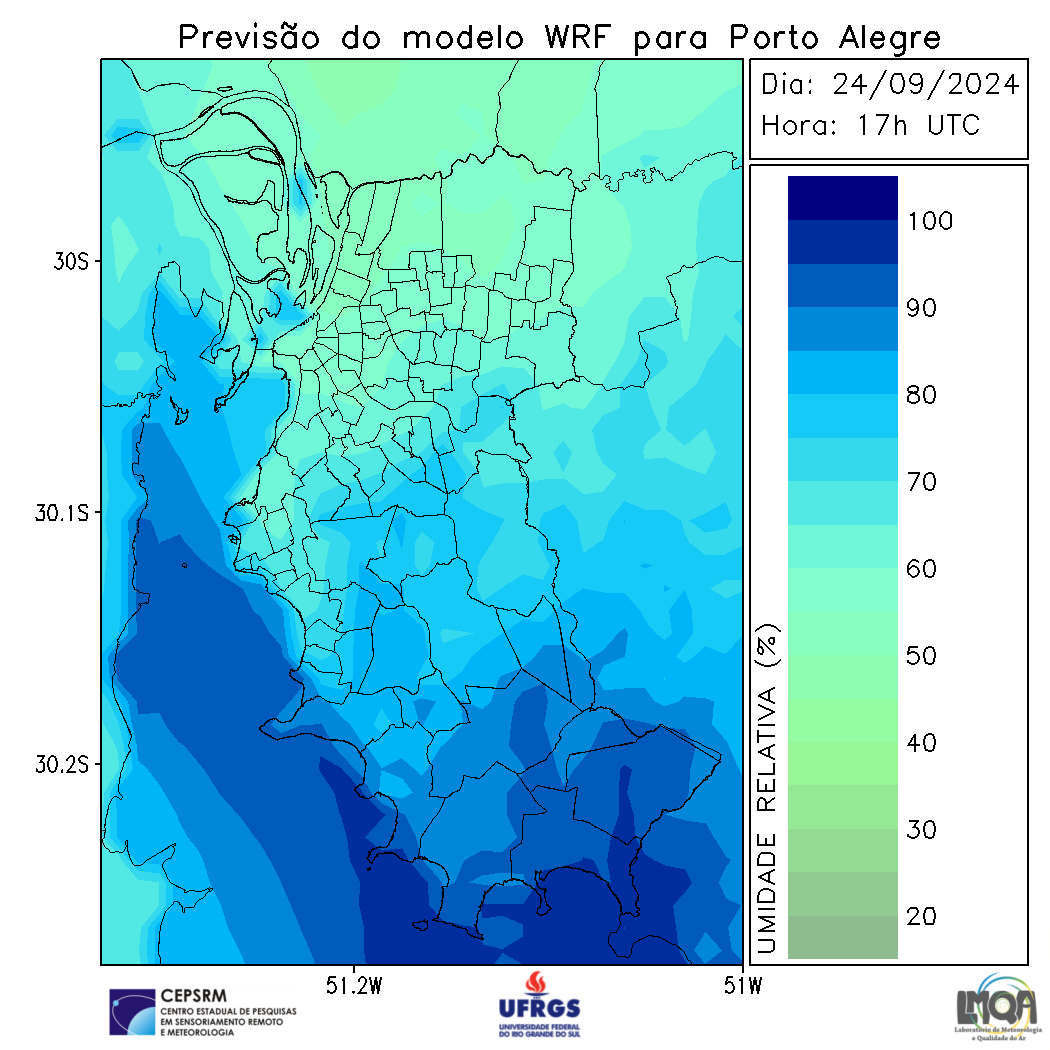 Previsão do modelo WRF para Porto Alegre
Dia: 24/09/2024
Hora: 17h UTC
30S
30.1S
30.2S
51.2W
51W
UMIDADE RELATIVA (%)
100
90
80
70
60
50
40
30
20
CEPSRM
CENTRO ESTADUAL DE PESQUISAS
EM SENSORIAMENTO REMOTO
E METEOROLOGIA
UFRGS
UNIVERSIDADE FEDERAL
DO RIO GRANDE DO SUL
LMQA
Laboratório de Meteorologia
e Qualidade do Ar